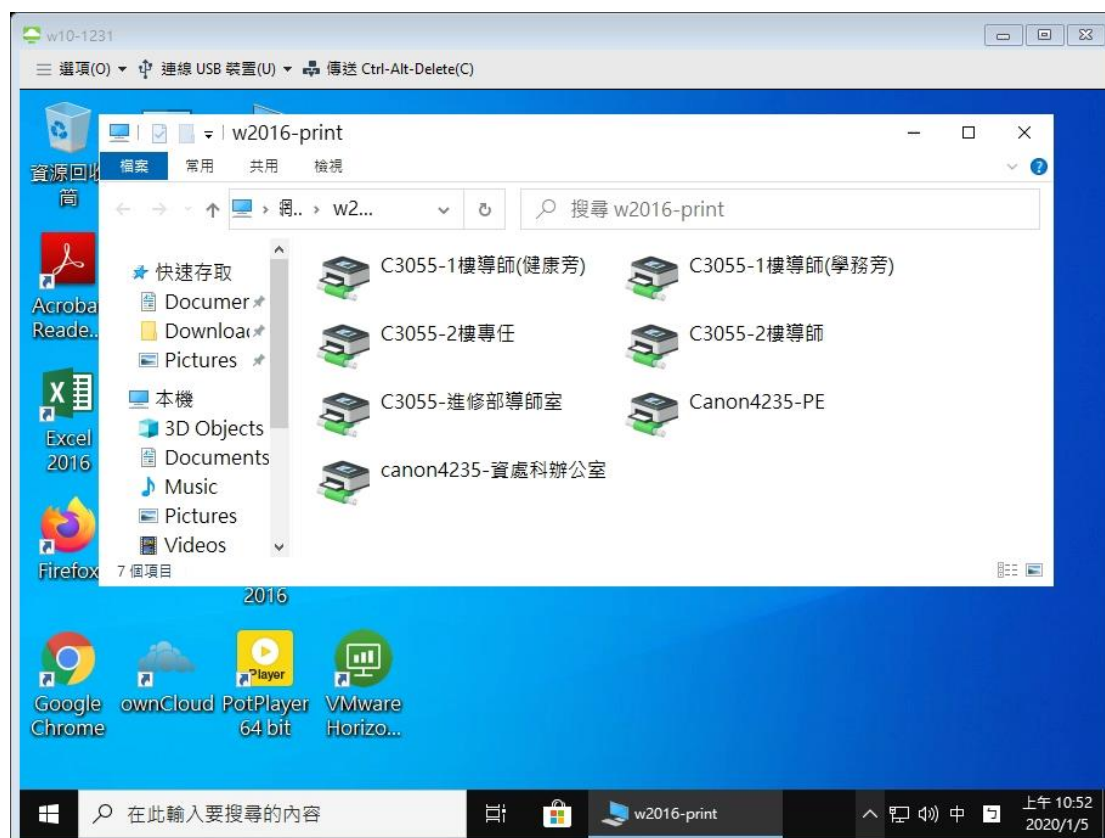 w10-1231
選項(O) 連線 USB 裝置(U) 傳送 Ctrl-Alt-Delete(C)
w2016-print
檔案 常用 共用 檢視
網.. w2... 搜尋 w2016-print
快速存取
Documer
Downloac
Pictures
本機
3D Objects
Documents
Music
Pictures
Videos
C3055-1樓導師(健康旁) C3055-1樓導師(學務旁)
C3055-2樓專任 C3055-2樓導師
C3055-進修部導師室 Canon4235-PE
canon4235-資處科辦公室
7 個項目
資源回收
筒
Acroba
Reade..
Excel
2016
Firefox
2016
Google
Chrome
ownCloud
PotPlayer
64 bit
VMware
Horizo...
Player
在此輸入要搜尋的內容
w2016-print
中
上午 10:52
2020/1/5